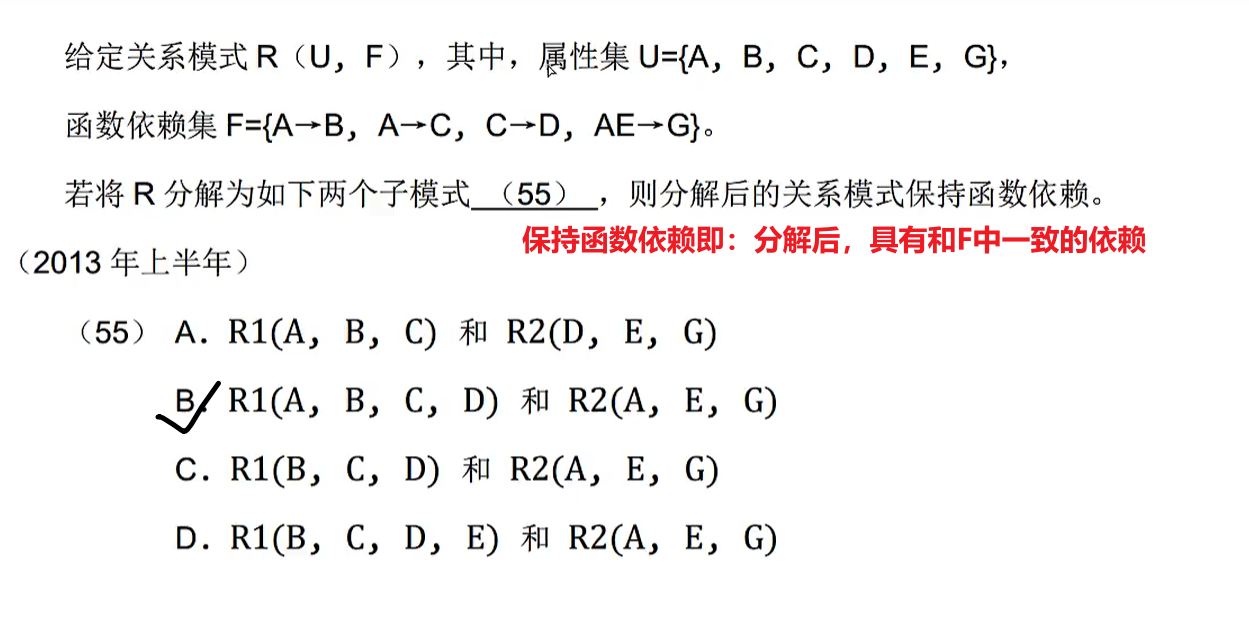 给定关系模式 R（U，F），其中，属性集 U={A，B，C，D，E，G}，
函数依赖集 F={A→B，A→C，C→D，AE→G}。
若将 R 分解为如下两个子模式 （55） ，则分解后的关系模式保持函数依赖。
保持函数依赖即：分解后，具有和F中一致的依赖
（2013 年上半年）
（55） A. R1(A, B, C) 和 R2(D, E, G)
B. R1(A, B, C, D) 和 R2(A, E, G)
C. R1(B, C, D) 和 R2(A, E, G)
D. R1(B, C, D, E) 和 R2(A, E, G)